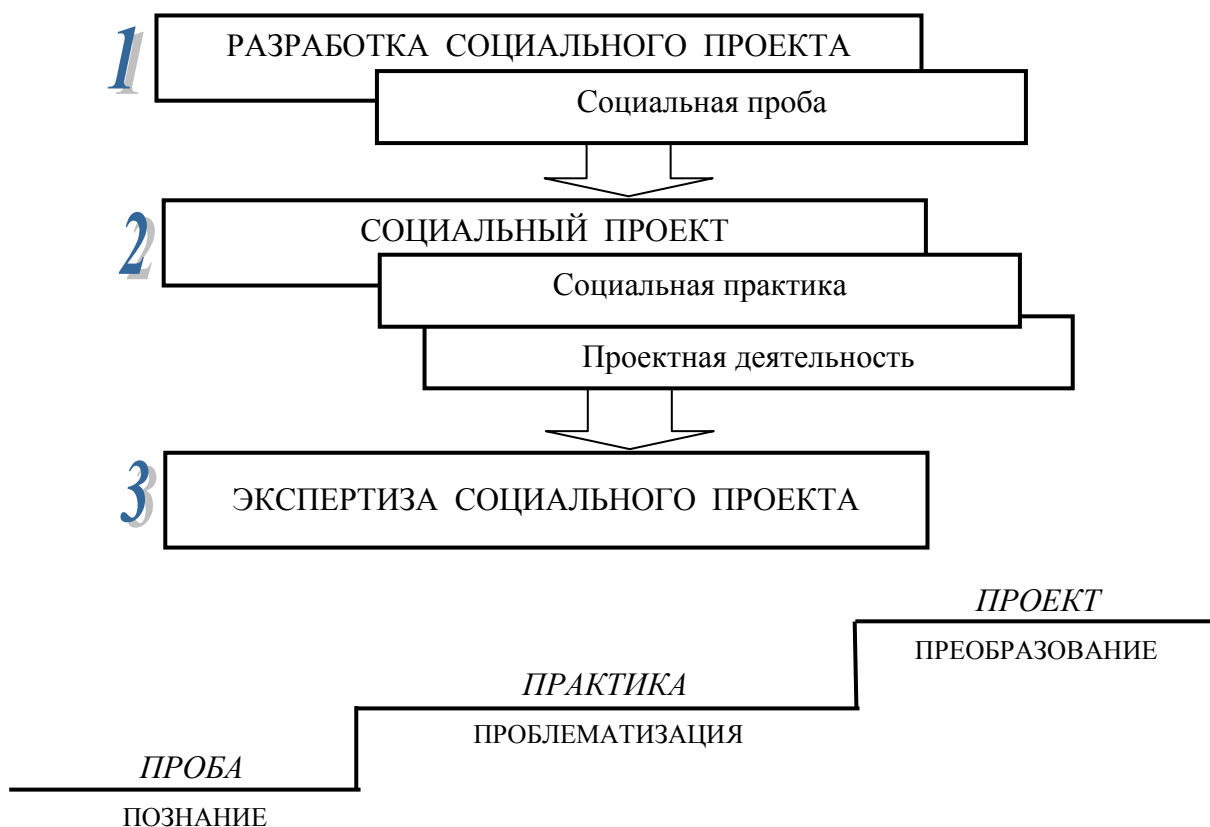 1
РАЗРАБОТКА СОЦИАЛЬНОГО ПРОЕКТА
Социальная проба
2
СОЦИАЛЬНЫЙ ПРОЕКТ
Социальная практика
Проектная деятельность
3
ЭКСПЕРТИЗА СОЦИАЛЬНОГО ПРОЕКТА
ПРОЕКТ
ПРЕОБРАЗОВАНИЕ
ПРАКТИКА
ПРОБЛЕМАТИЗАЦИЯ
ПРОБА
ПОЗНАНИЕ